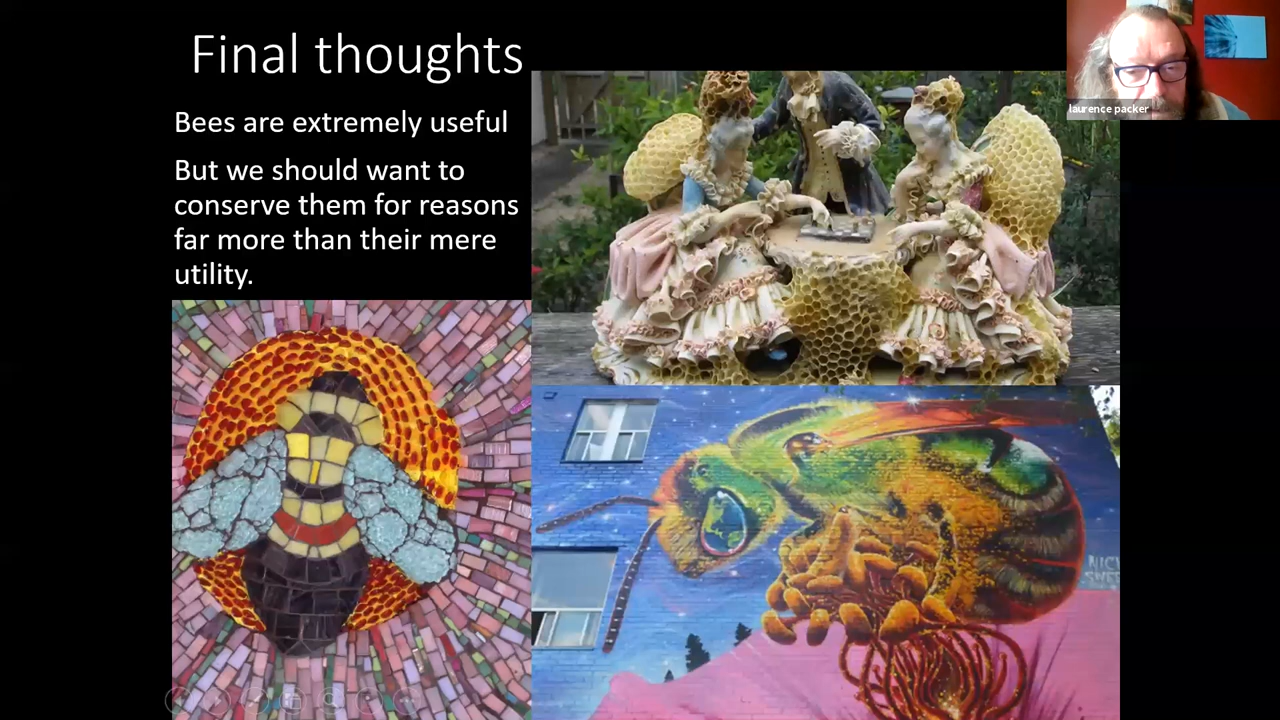 Final thoughts
Bees are extremely useful
But we should want to
conserve them for reasons
far more than their mere
utility.
laurence packer